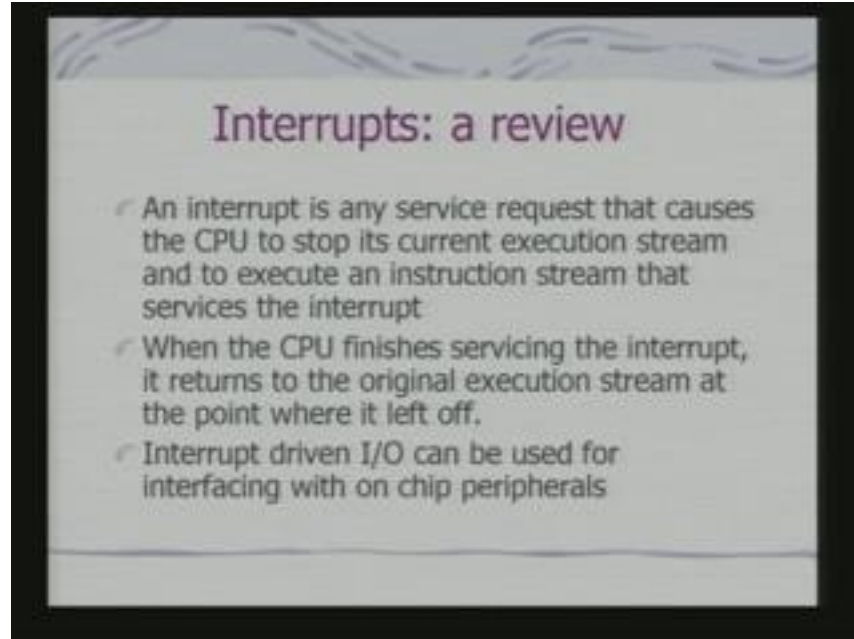 Interrupts: a review
An interrupt is any service request that causes
the CPU to stop its current execution stream
and to execute an instruction stream that
services the interrupt
When the CPU finishes servicing the interrupt,
it returns to the original execution stream at
the point where it left off.
Interrupt driven I/O can be used for
interfacing with on chip peripherals